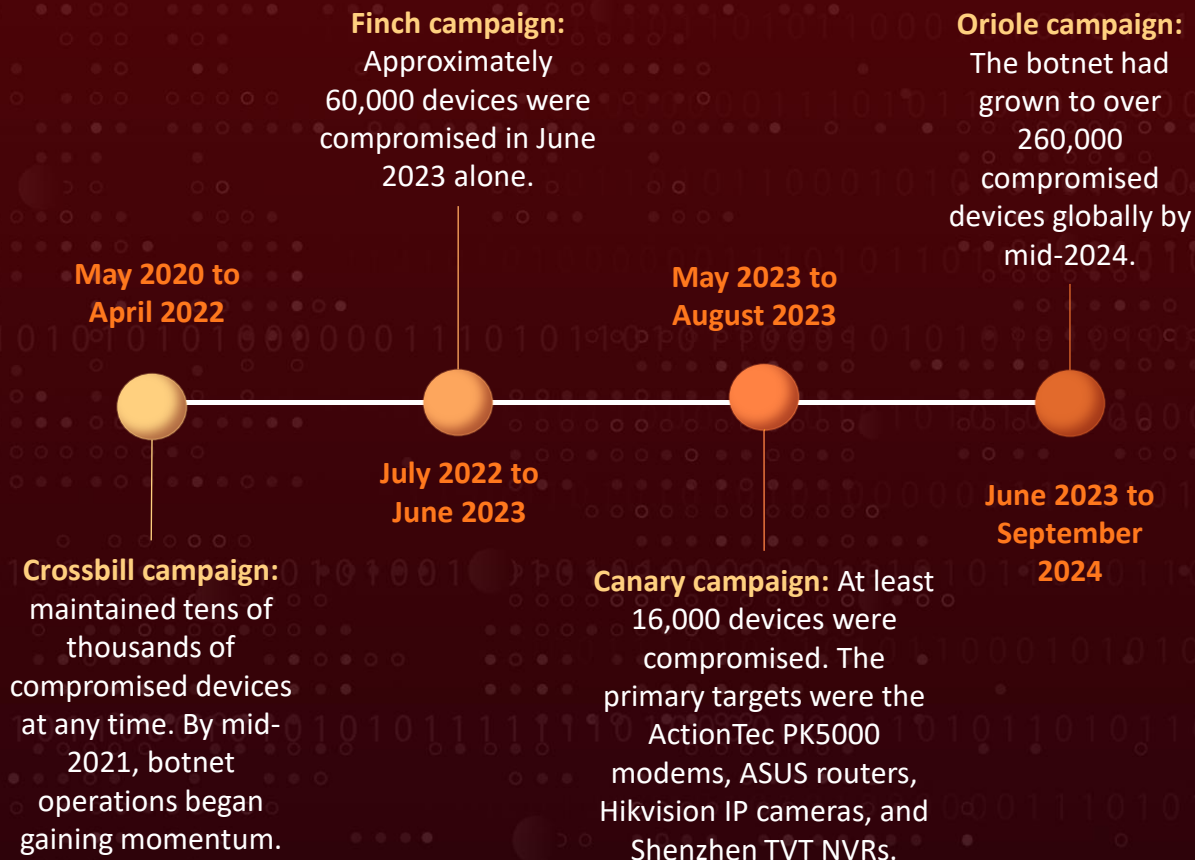 May 2020 to
April 2022
Crossbill campaign:
maintained tens of
thousands of
compromised devices
at any time. By mid-
2021, botnet
operations began
gaining momentum.
Finch campaign:
Approximately
60,000 devices were
compromised in June
2023 alone.
July 2022 to
June 2023
May 2023 to
August 2023
Canary campaign: At least
16,000 devices were
compromised. The
primary targets were the
ActionTec PK5000
modems, ASUS routers,
Hikvision IP cameras, and
Shenzhen TVT NVRs.
Oriole campaign:
The botnet had
grown to over
260,000
compromised
devices globally by
mid-2024.
June 2023 to
September
2024